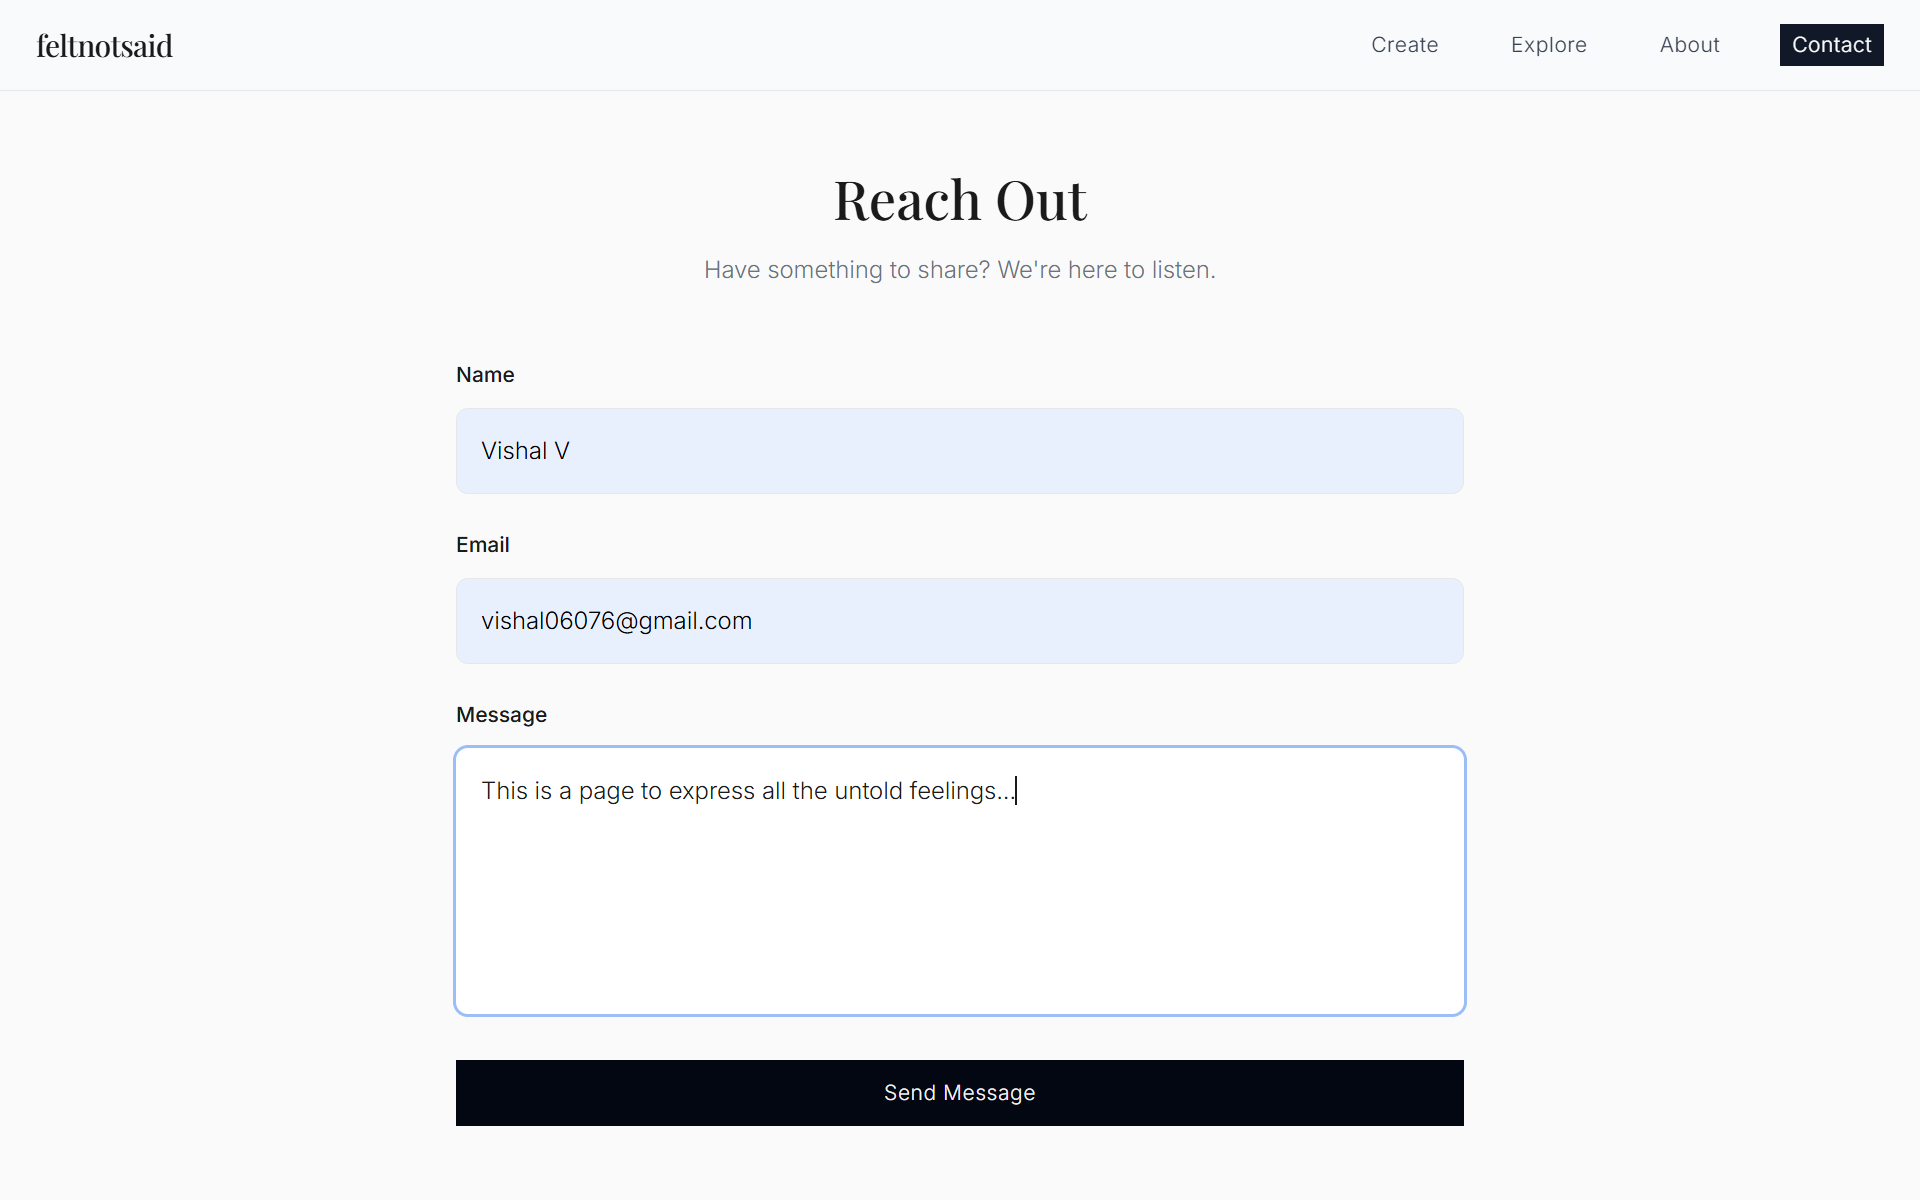 feltnotsaid
Create
Explore
About
Contact
Reach Out
Have something to share? We're here to listen.
Name
Vishal V
Email
vishal06076@gmail.com
Message
This is a page to express all the untold feelings...
Send Message